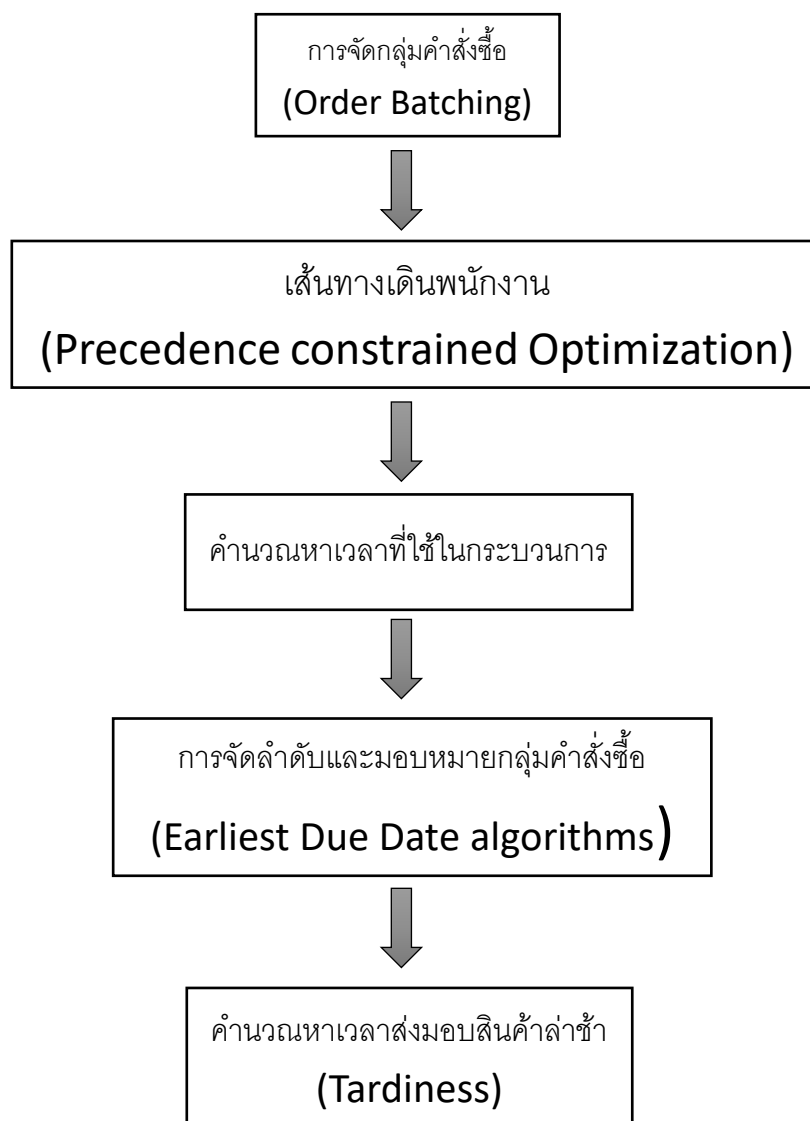 การจัดกลุ่มคำสั่งซื้อ
(Order Batching)
เส้นทางเดินพนักงาน
(Precedence constrained Optimization)
คำนวณหาเวลาที่ใช้ในกระบวนการ
การจัดลำดับและมอบหมายกลุ่มคำสั่งซื้อ
(Earliest Due Date algorithms)
คำนวณหาเวลาส่งมอบสินค้าล่าช้า
(Tardiness)